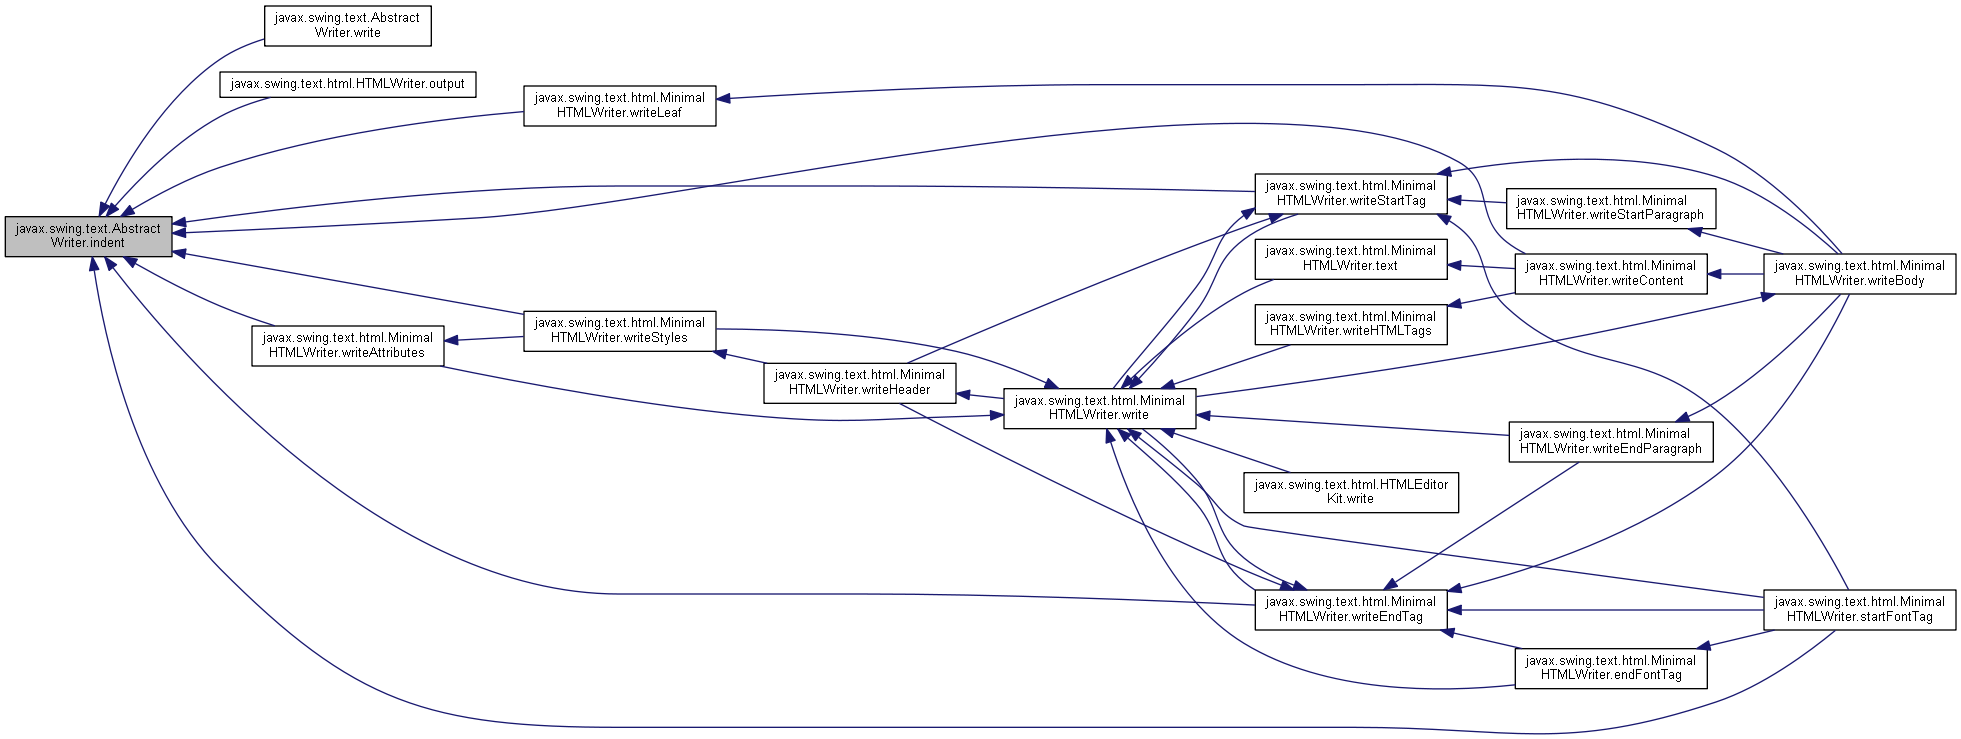 javax.swing.text.Abstract
Writer.write
javax.swing.text.html.HTMLWriter.output
javax.swing.text.html.Minimal
HTMLWriter.writeLeaf
javax.swing.text.Abstract
Writer.indent
javax.swing.text.html.Minimal
HTMLWriter.writeStartTag
javax.swing.text.html.Minimal
HTMLWriter.writeStartParagraph
javax.swing.text.html.Minimal
HTMLWriter.text
javax.swing.text.html.Minimal
HTMLWriter.writeContent
javax.swing.text.html.Minimal
HTMLWriter.writeBody
javax.swing.text.html.Minimal
HTMLWriter.writeHTMLTags
javax.swing.text.html.Minimal
HTMLWriter.writeStyles
javax.swing.text.html.Minimal
HTMLWriter.writeAttributes
javax.swing.text.html.Minimal
HTMLWriter.writeHeader
javax.swing.text.html.Minimal
HTMLWriter.write
javax.swing.text.html.Minimal
HTMLWriter.writeEndParagraph
javax.swing.text.html.HTMLEditor
Kit.write
javax.swing.text.html.Minimal
HTMLWriter.writeEndTag
javax.swing.text.html.Minimal
HTMLWriter.startFontTag
javax.swing.text.html.Minimal
HTMLWriter.endFontTag